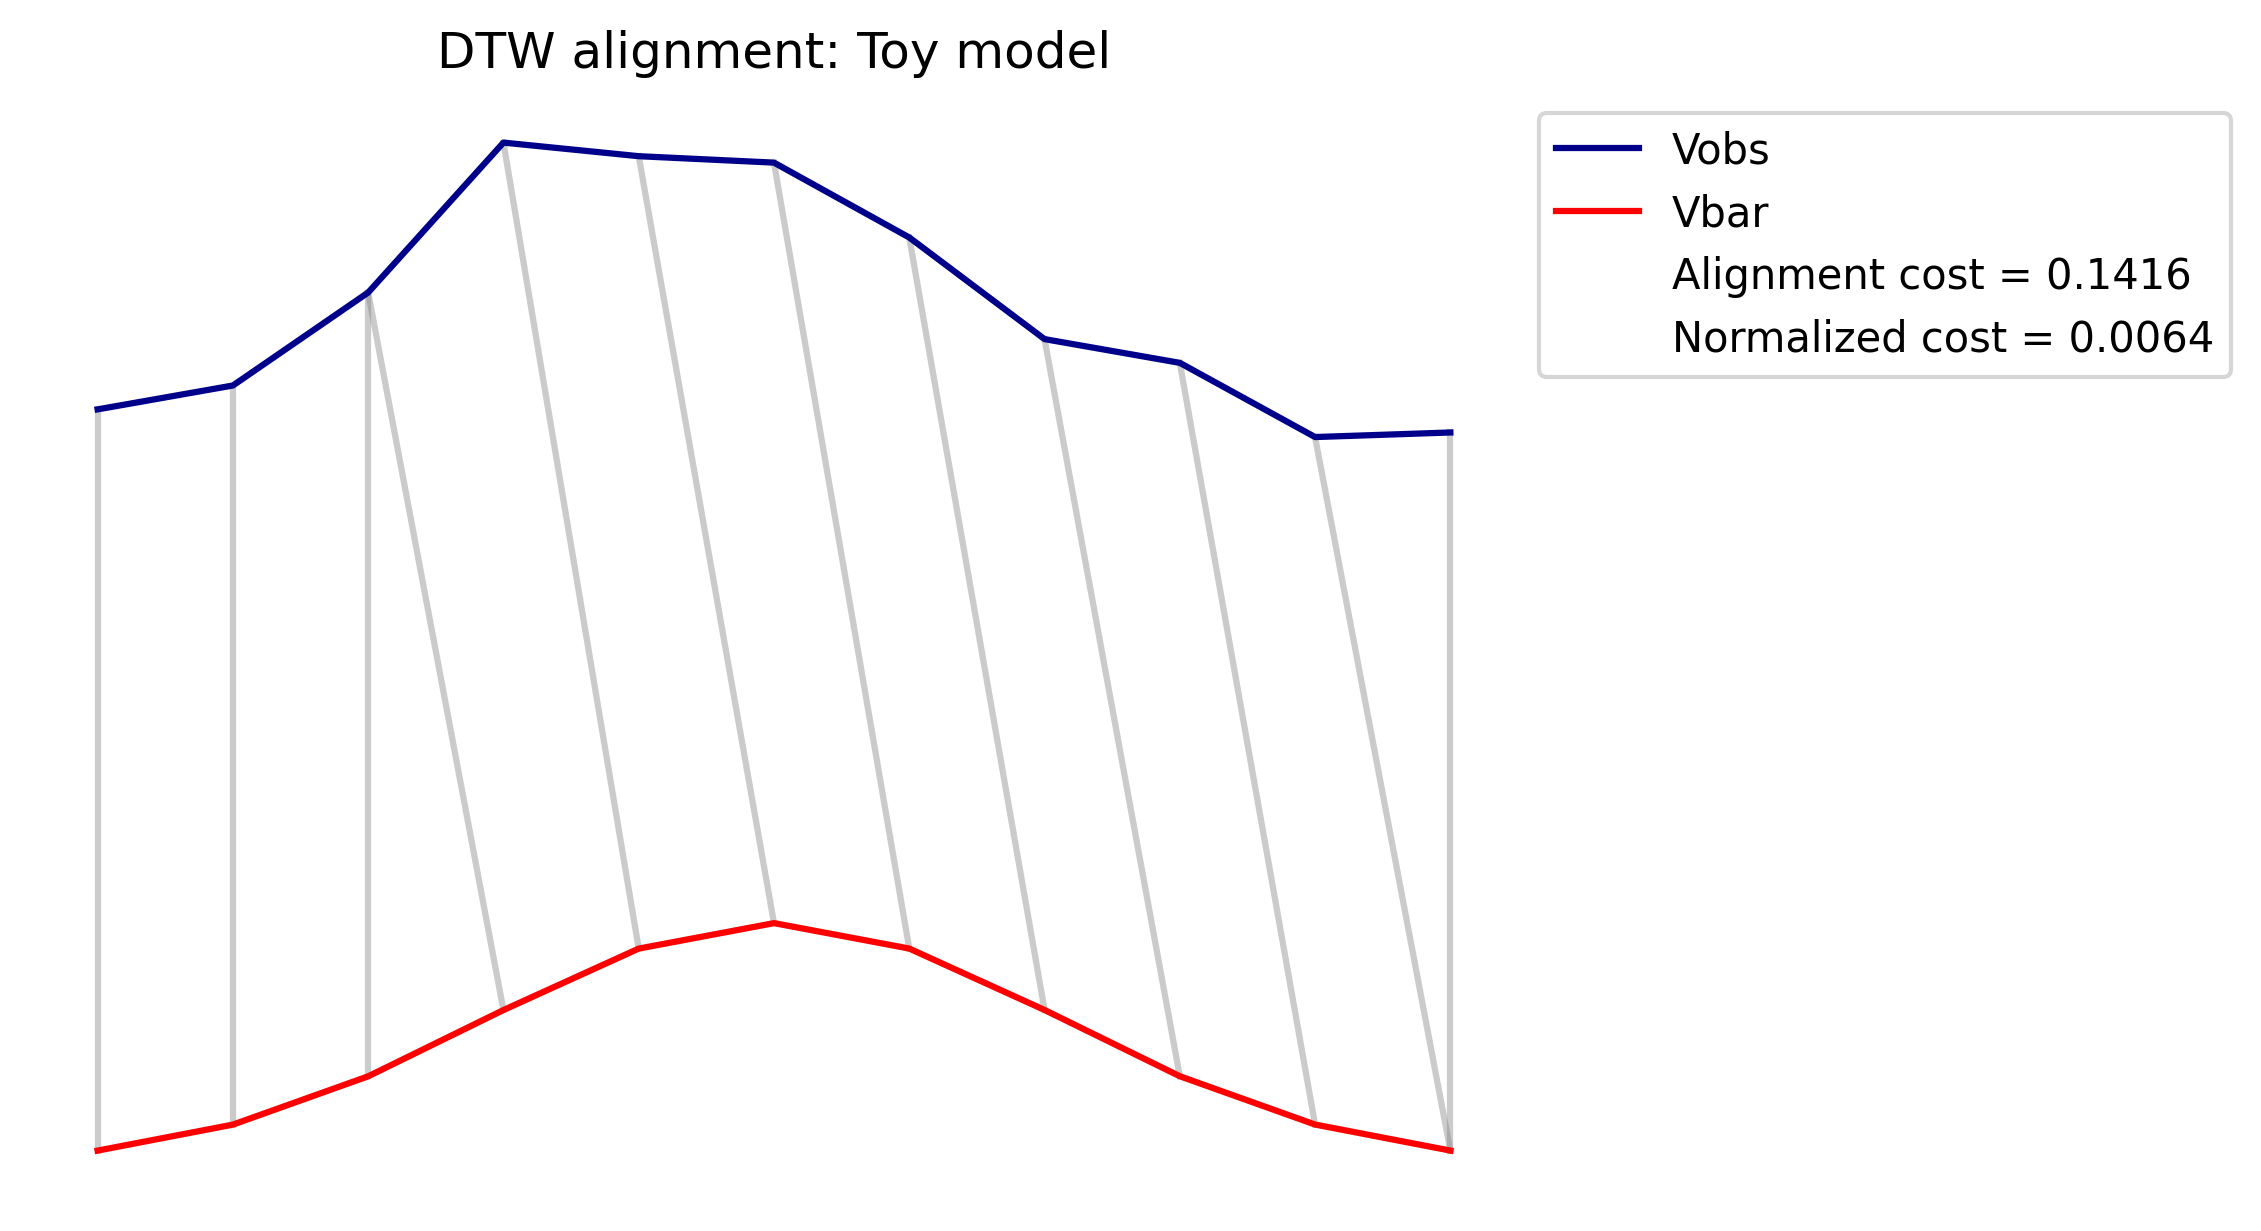 DTW alignment: Toy model
Vobs
Vbar
Alignment cost = 0.1416
Normalized cost = 0.0064